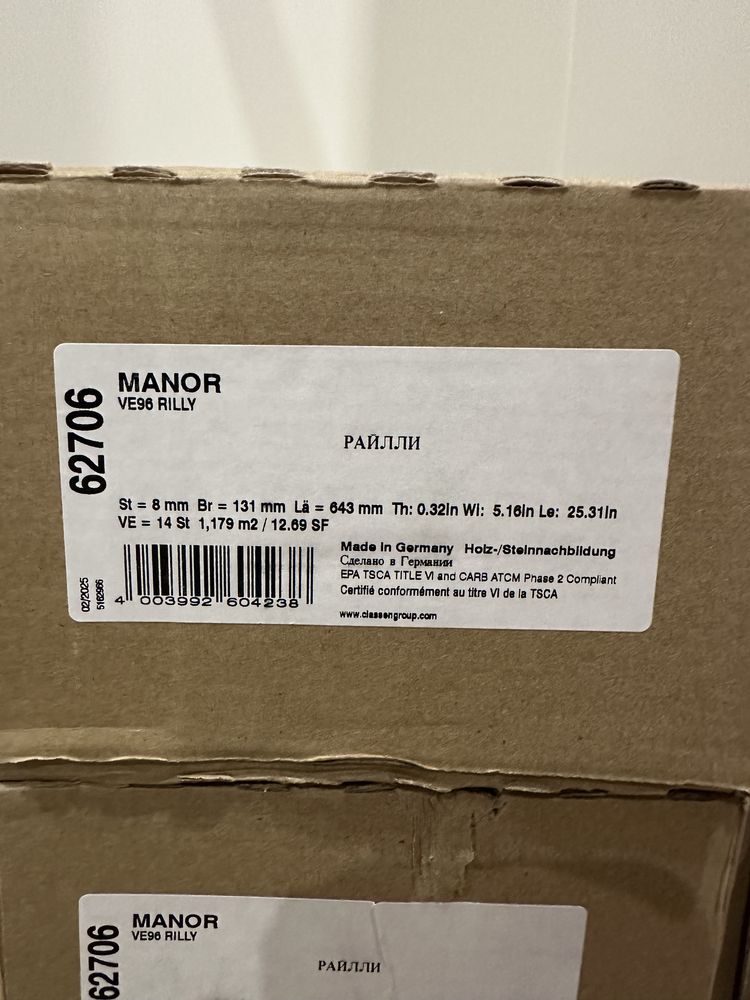 62706
MANOR
VE96 RILLY
РАЙЛЛИ
St = 8 mm Br = 131 mm Lä = 643 mm Th: 0.32in Wi: 5.16in Le: 25.31in
VE = 14 St 1,179 m2 / 12.69 SF
02/2025
5162966
4 003992 604238
Made in Germany Holz-/Steinnachbildung
Сделано в Германии
EPA TSCA TITLE VI and CARB ATCM Phase 2 Compliant
Certifié conformément au titre VI de la TSCA
www.classengroup.com
62706
MANOR
VE96 RILLY
РАЙЛЛИ